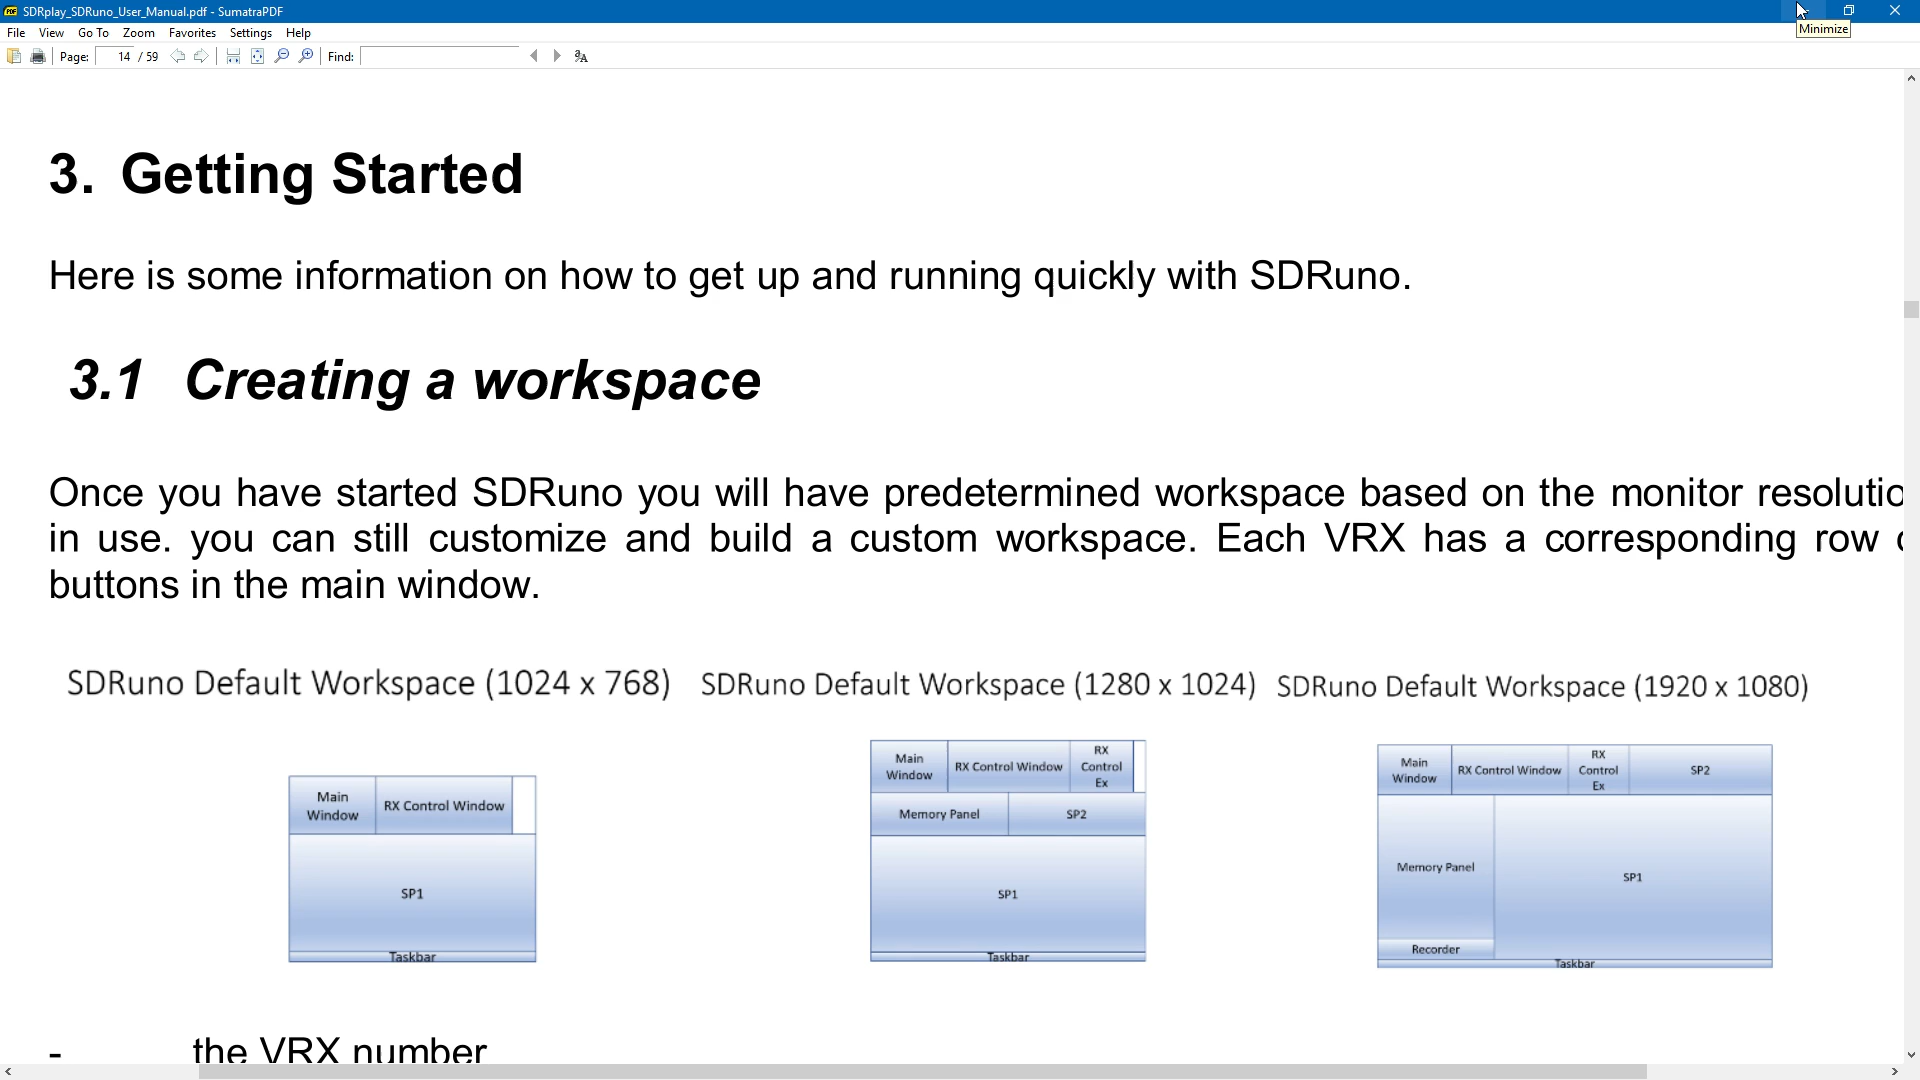 SDRplay_SDRuno_User_Manual.pdf - SumatraPDF
Minimize
File View Go To Zoom Favorites Settings Help
Page: 14 / 59 Find:
3. Getting Started
Here is some information on how to get up and running quickly with SDRuno.
3.1 Creating a workspace
Once you have started SDRuno you will have predetermined workspace based on the monitor resolutio
in use. you can still customize and build a custom workspace. Each VRX has a corresponding row
buttons in the main window.
SDRuno Default Workspace (1024 x 768)
Main
Window
RX Control Window
SP1
Taskbar
SDRuno Default Workspace (1280 x 1024)
Main
Window
RX Control Window
RX
Control
Ex
Memory Panel
SP2
SP1
Taskbar
SDRuno Default Workspace (1920 x 1080)
Main
Window
RX Control Window
RX
Control
Ex
SP2
Memory Panel
SP1
Recorder
Taskbar
- the VRX number